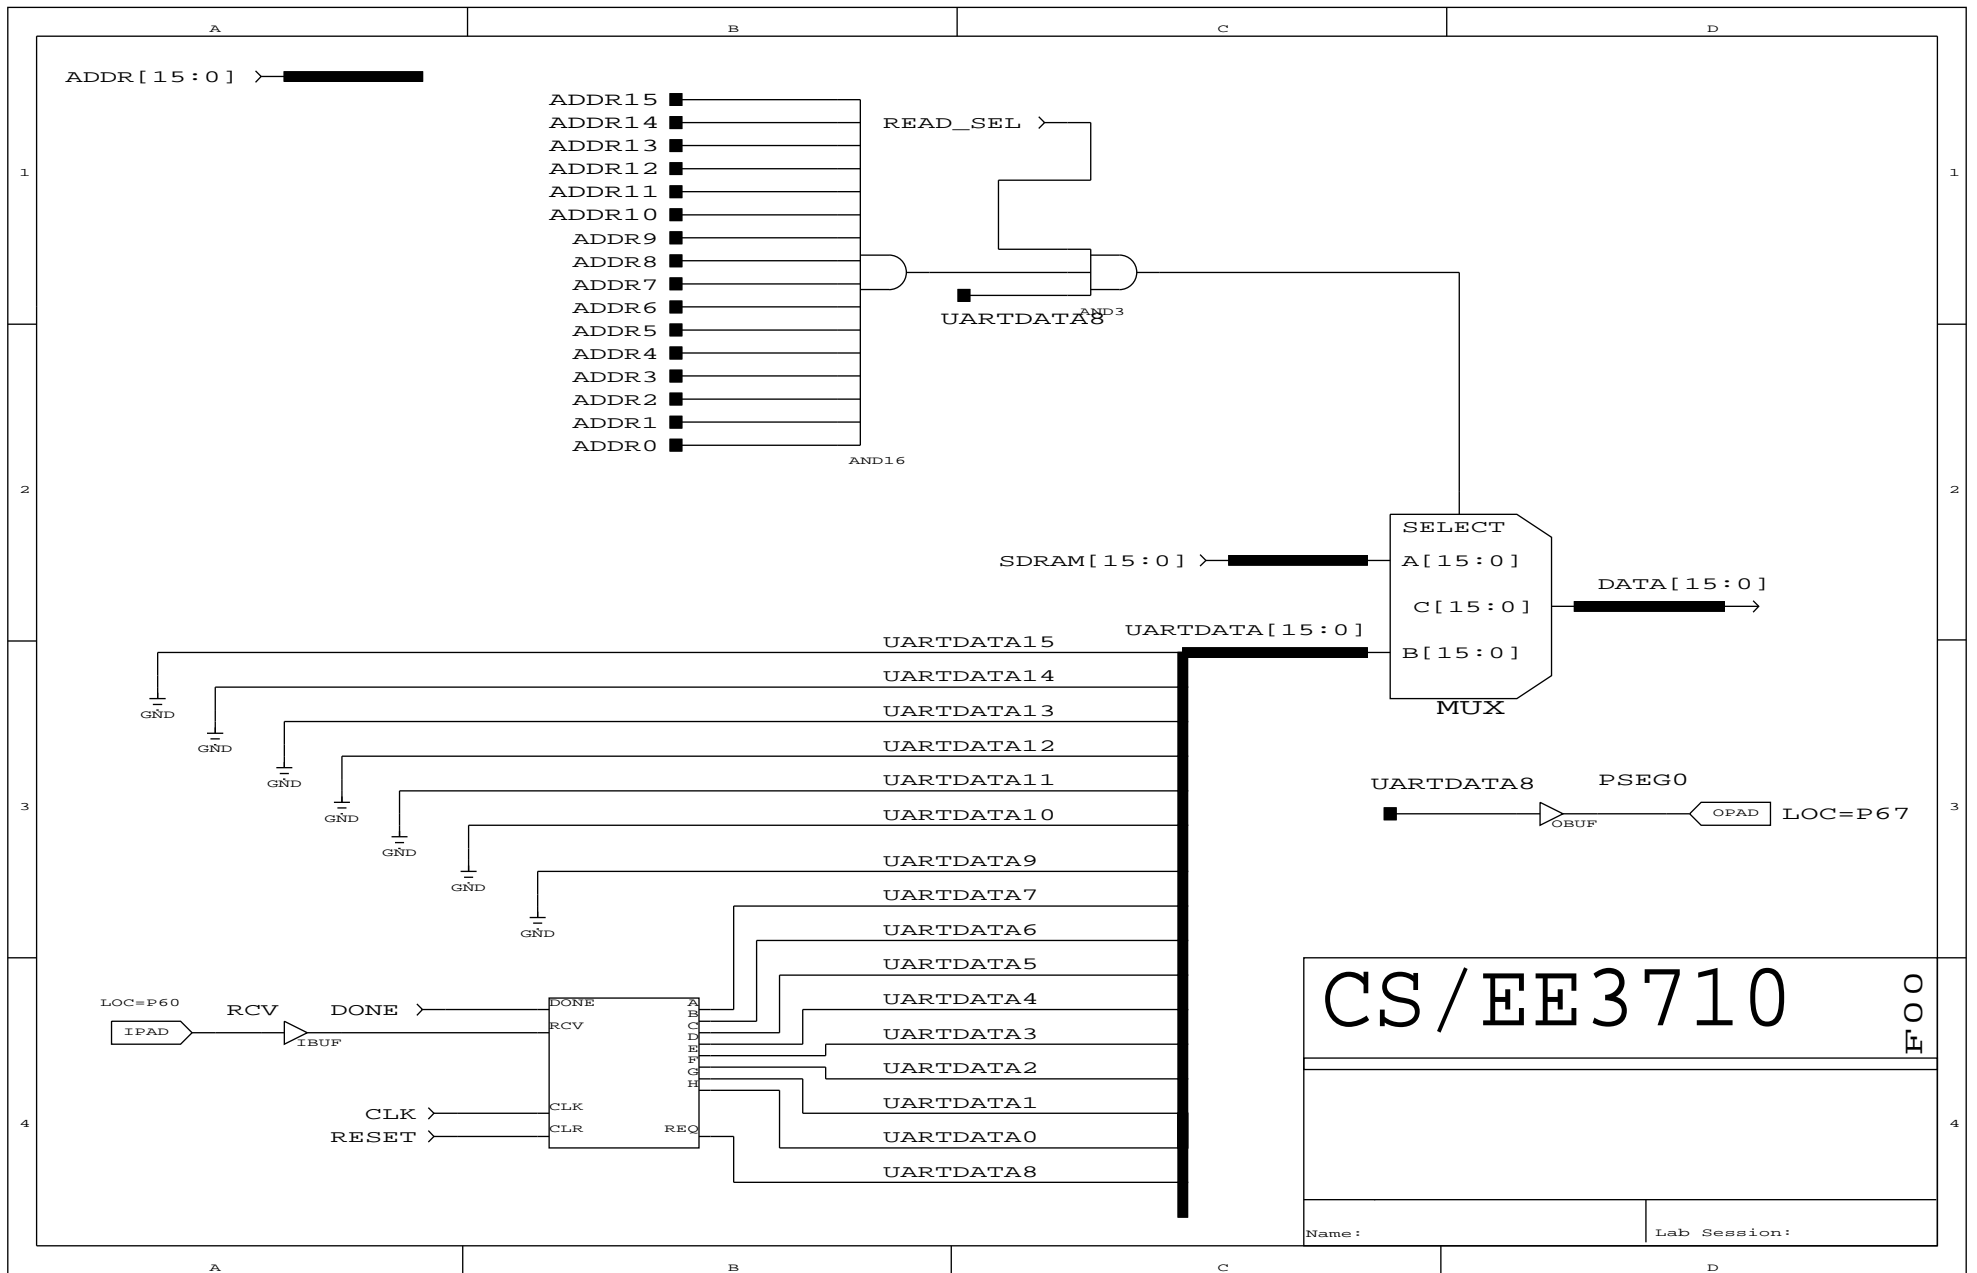 A B C D
ADDR[15:0]
ADDR15
ADDR14
READ_SEL
ADDR13
ADDR12
1 1
ADDR11
ADDR10
ADDR9
ADDR8
ADDR7
ADDR6
AND3
UARTDATA8
ADDR5
ADDR4
ADDR3
ADDR2
ADDR1
ADDR0
AND16
2 2
SELECT
SDRAM[15:0] A[15:0]
DATA[15:0]
C[15:0]
UARTDATA[15:0]
B[15:0]
MUX
UARTDATA15
GND
UARTDATA14
GND
UARTDATA13
GND
UARTDATA12
GND
UARTDATA11
GND
UARTDATA10
GND
UARTDATA9
GND
UARTDATA8 PSEG0
OBUF OPAD LOC=P67
3 3
UARTDATA7
UARTDATA6
UARTDATA5
UARTDATA4
UARTDATA3
UARTDATA2
UARTDATA1
UARTDATA0
UARTDATA8
LOC=P60
IPAD RCV IBUF
DONE
CLK
RESET
DONE
RCV
CLK
CLR
A
B
C
D
E
F
G
H
REQ
4 4
CS/EE3710
FOO
Name: Lab Session:
A B C D